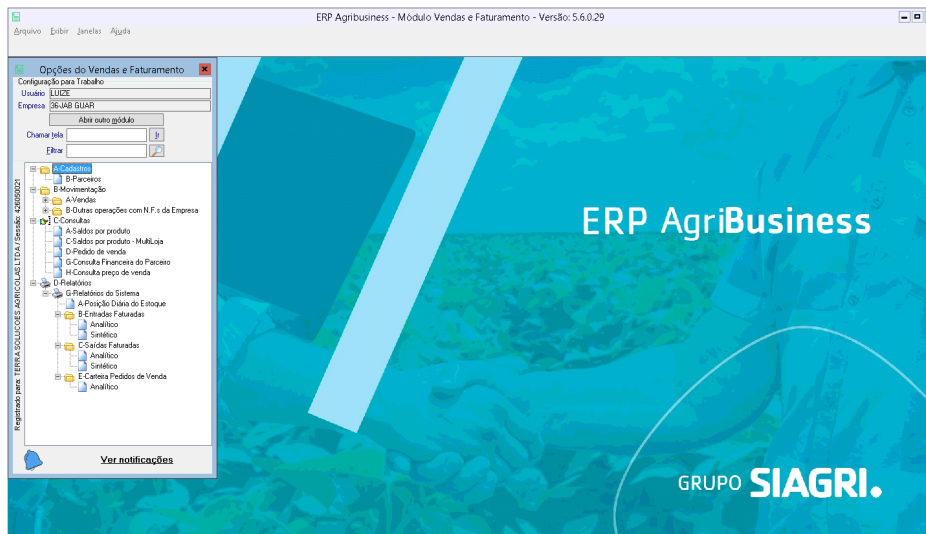 ERP Agribusiness - Módulo Vendas e Faturamento - Versão: 5.6.0.29
Arquivo Exibir Janelas Ajuda
Opções do Vendas e Faturamento
Configuração para Trabalho
Usuário LUIZE
Empresa 36-JAB GUAR
Abrir outro módulo
Chamar tela Ir
Filtrar
A-Cadastros
B-Parceiros
B-Movimentação
A-Vendas
B-Outras operações com N.F.s da Empresa
C-Consultas
A-Saldos por produto
C-Saldos por produto - MultiLoja
D-Pedido de venda
G-Consulta Financeira do Parceiro
H-Consulta preço de venda
D-Relatórios
G-Relatórios do Sistema
A-Posição Diária do Estoque
B-Entradas Faturadas
Analítico
Sintético
C-Saídas Faturadas
Analítico
Sintético
E-Carteira Pedidos de Venda
Analítico
Registrado para: TERRA SOLUCOES AGRICOLAS LTDA / Sessão: 426050021
Ver notificações
ERP AgriBusiness
GRUPO SIAGRI.